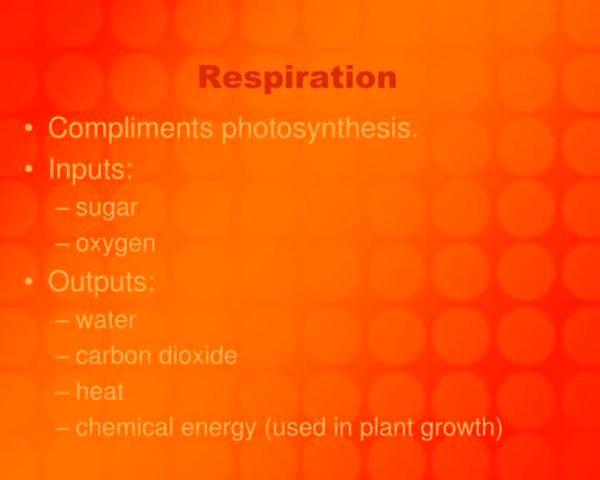 Respiration
• Compliments photosynthesis.
• Inputs:
– sugar
– oxygen
• Outputs:
– water
– carbon dioxide
– heat
– chemical energy (used in plant growth)